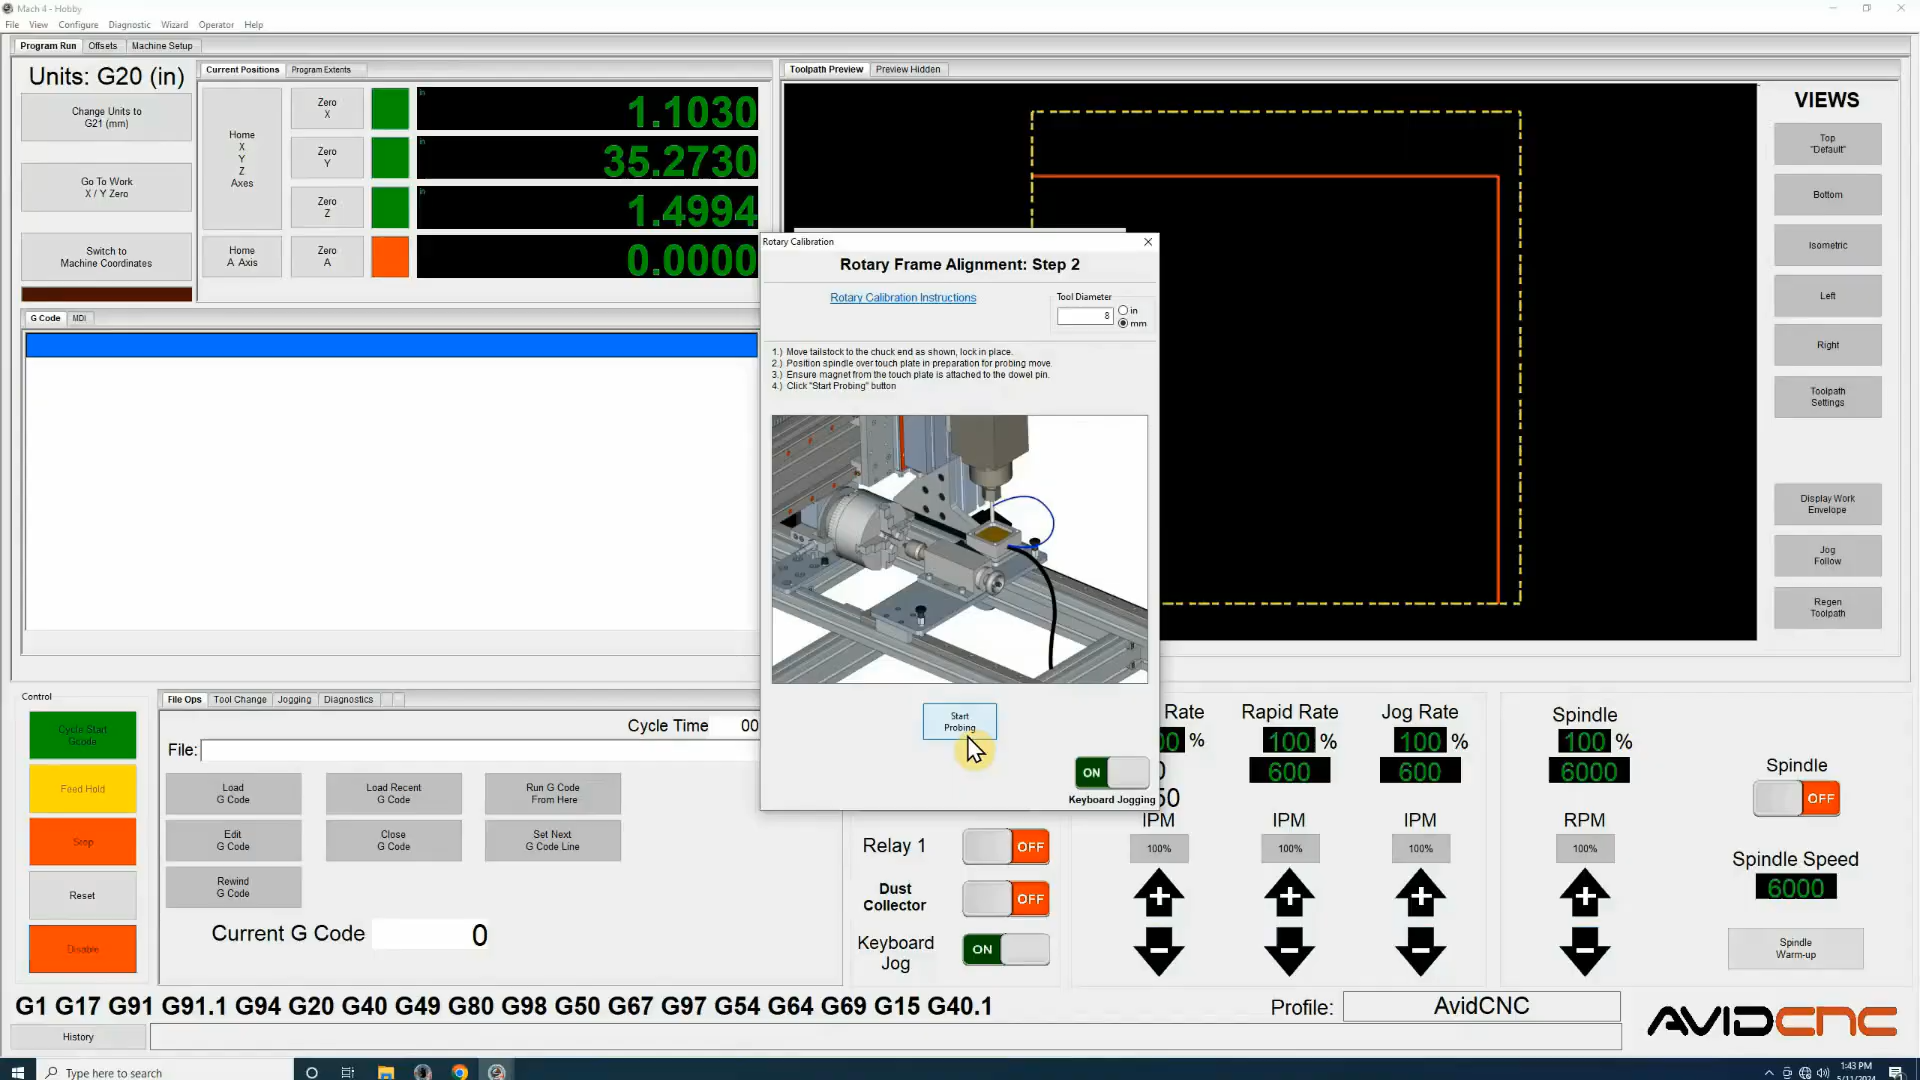 Mach 4 - Hobby
File View Configure Diagnostic Wizard Operator Help
Program Run Offsets Machine Setup
Units: G20 (in)
Change Units to
G21 (mm)
Go To Work
X / Y Zero
Switch to
Machine Coordinates
Current Positions Program Extents
Home
X
Y
Z
Axes
Zero
X
in
1.1030
Zero
Y
in
35.2730
Zero
Z
in
1.4994
Home
A Axis
Zero
A
0.0000
Toolpath Preview Preview Hidden
VIEWS
Top
"Default"
Bottom
Isometric
Left
Right
Toolpath
Settings
Display Work
Envelope
Jog
Follow
Regen
Toolpath
G Code MDI
Rotary Calibration
Rotary Frame Alignment: Step 2
Rotary Calibration Instructions
Tool Diameter
8
in
mm
1.) Move tailstock to the chuck end as shown, lock in place.
2.) Position spindle over touch plate in preparation for probing move.
3.) Ensure magnet from the touch plate is attached to the dowel pin.
4.) Click "Start Probing" button
Start
Probing
ON
Keyboard Jogging
Control
Cycle Start
Gcode
Feed Hold
Stop
Reset
Disable
File Ops Tool Change Jogging Diagnostics
Cycle Time 00
File:
Load
G Code
Load Recent
G Code
Run G Code
From Here
Edit
G Code
Close
G Code
Set Next
G Code Line
Rewind
G Code
Current G Code 0
Relay 1 OFF
Dust
Collector OFF
Keyboard
Jog ON
Rate
%
IPM
100%
Rapid Rate
100 %
600
IPM
100%
Jog Rate
100 %
600
IPM
100%
Spindle
100 %
6000
RPM
100%
Spindle
OFF
Spindle Speed
6000
Spindle
Warm-up
G1 G17 G91 G91.1 G94 G20 G40 G49 G80 G98 G50 G67 G97 G54 G64 G69 G15 G40.1
Profile: AvidCNC
AVIDCNC
History
Type here to search
1:43 PM